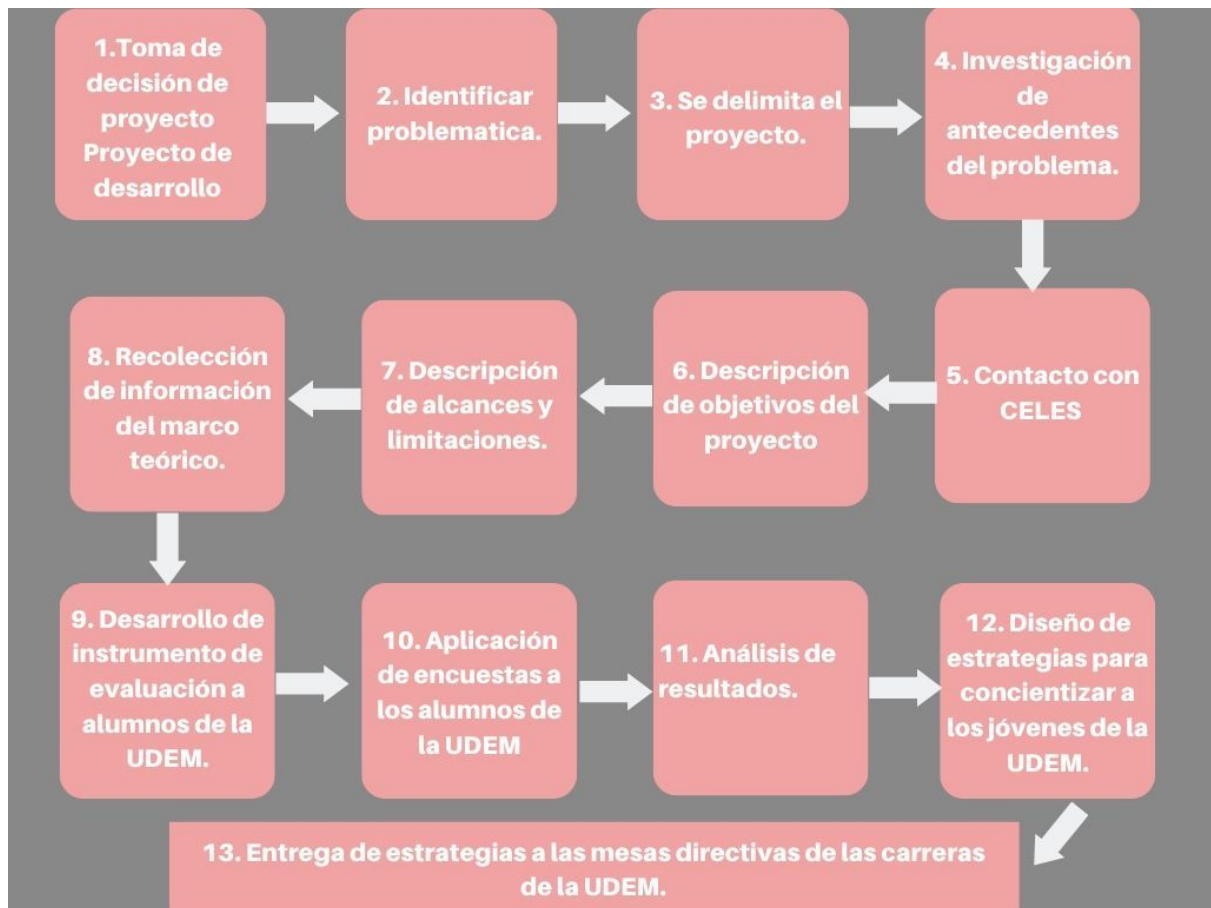 1.Toma de
decisión de
proyecto
Proyecto de
desarrollo
2. Identificar
problematica.
3. Se delimita el
proyecto.
4. Investigación
de
antecedentes
del problema.
5. Contacto con
CELES
6. Descripción
de objetivos del
proyecto
7. Descripción
de alcances y
limitaciones.
8. Recolección
de información
del marco
teórico.
9. Desarrollo de
instrumento de
evaluación a
alumnos de la
UDEM.
10. Aplicación
de encuestas a
los alumnos de
la UDEM
11. Análisis de
resultados.
12. Diseño de
estrategias para
concientizar a
los jóvenes de la
UDEM.
13. Entrega de estrategias a las mesas directivas de las carreras
de la UDEM.